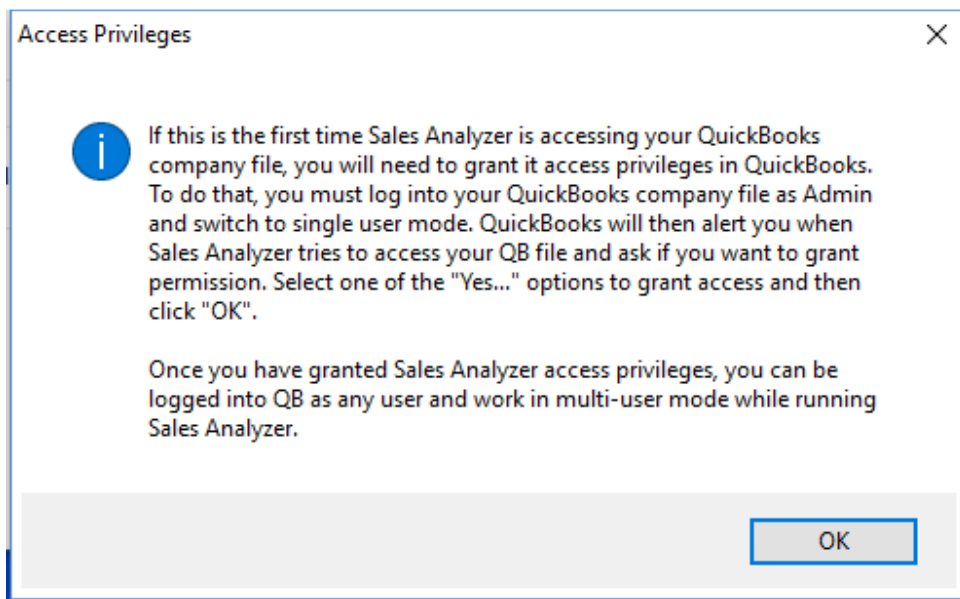 Access Privileges
If this is the first time Sales Analyzer is accessing your QuickBooks
company file, you will need to grant it access privileges in QuickBooks.
To do that, you must log into your QuickBooks company file as Admin
and switch to single user mode. QuickBooks will then alert you when
Sales Analyzer tries to access your QB file and ask if you want to grant
permission. Select one of the "Yes..." options to grant access and then
click "OK".
Once you have granted Sales Analyzer access privileges, you can be
logged into QB as any user and work in multi-user mode while running
Sales Analyzer.
OK